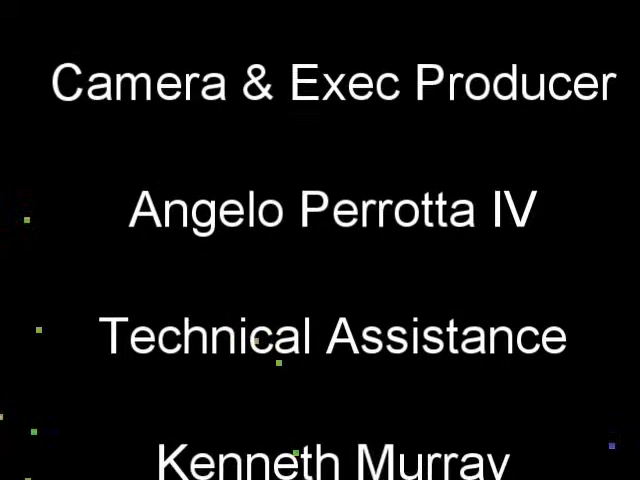 Camera & Exec Producer
Angelo Perrotta IV
Technical Assistance
Kenneth Murray